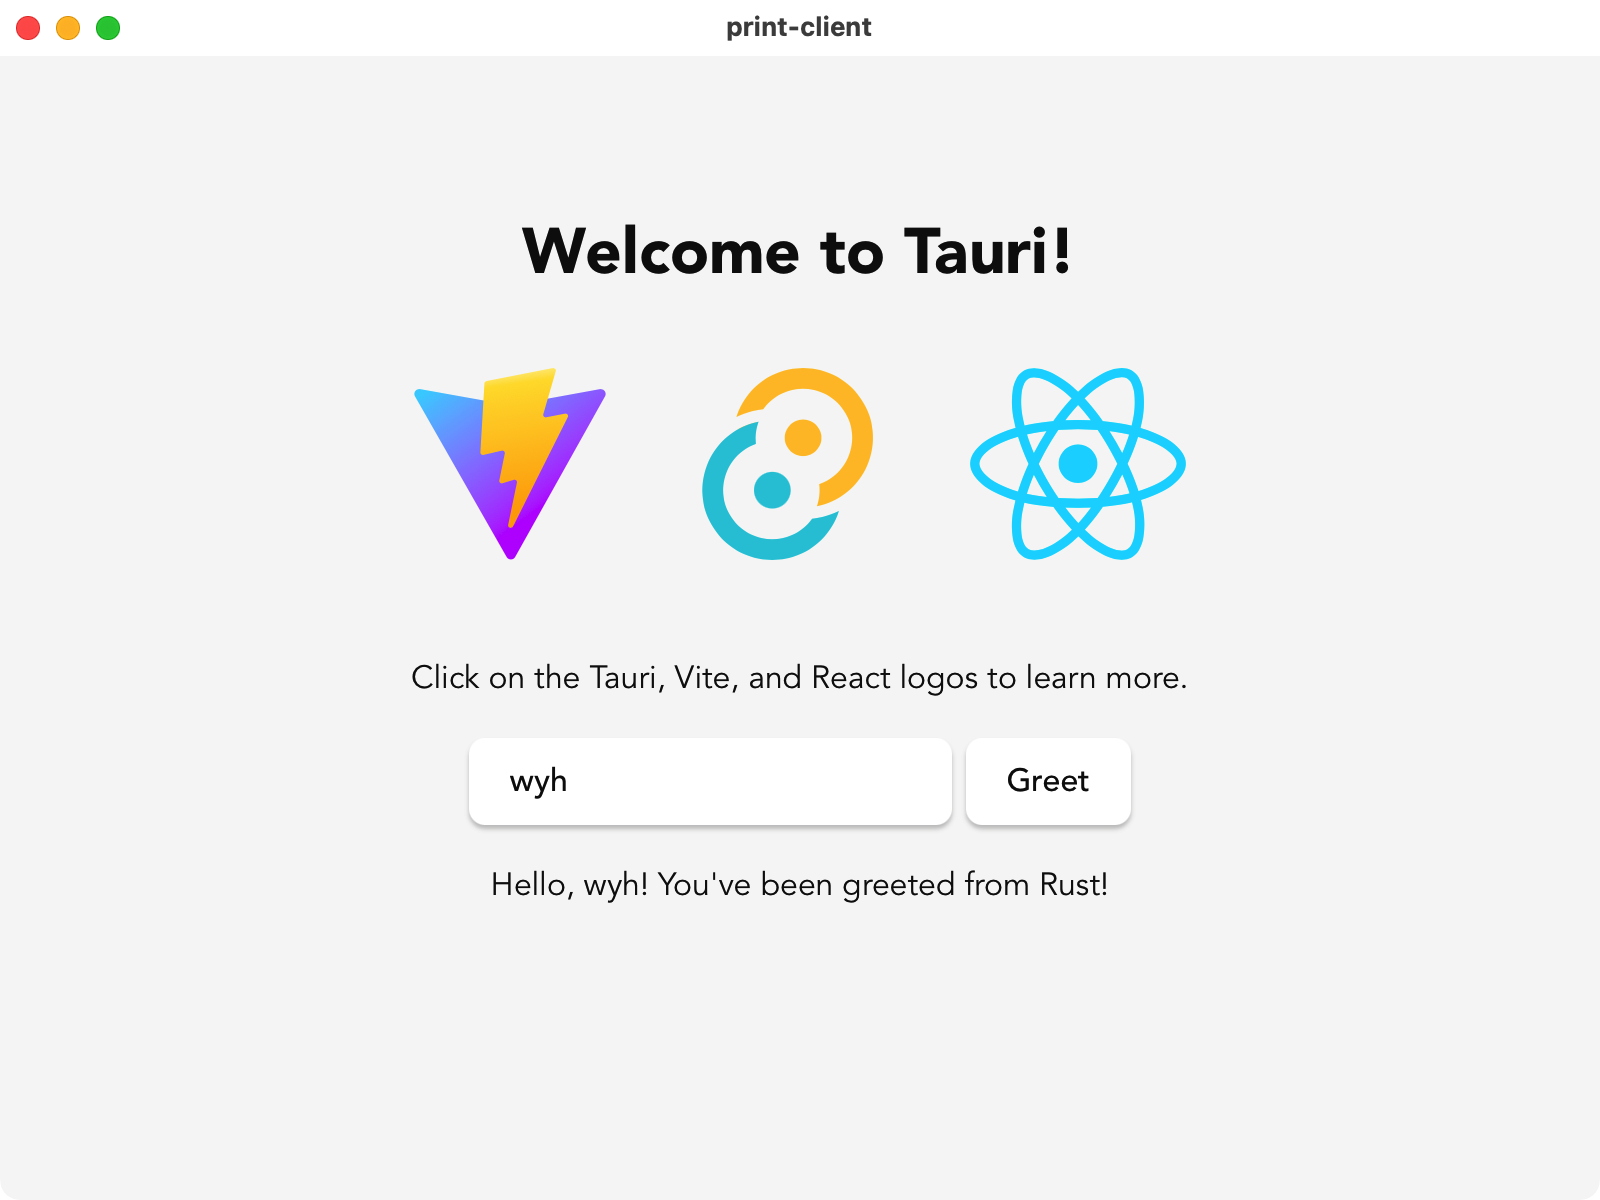 print-client
Welcome to Tauri!
Click on the Tauri, Vite, and React logos to learn more.
wyh
Greet
Hello, wyh! You've been greeted from Rust!